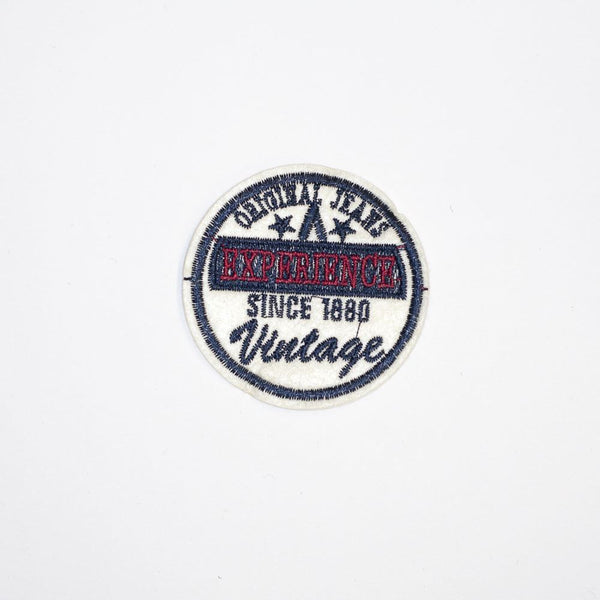 ORIGINAL JEANS
EXPERIENCE
SINCE 1880
Vintage